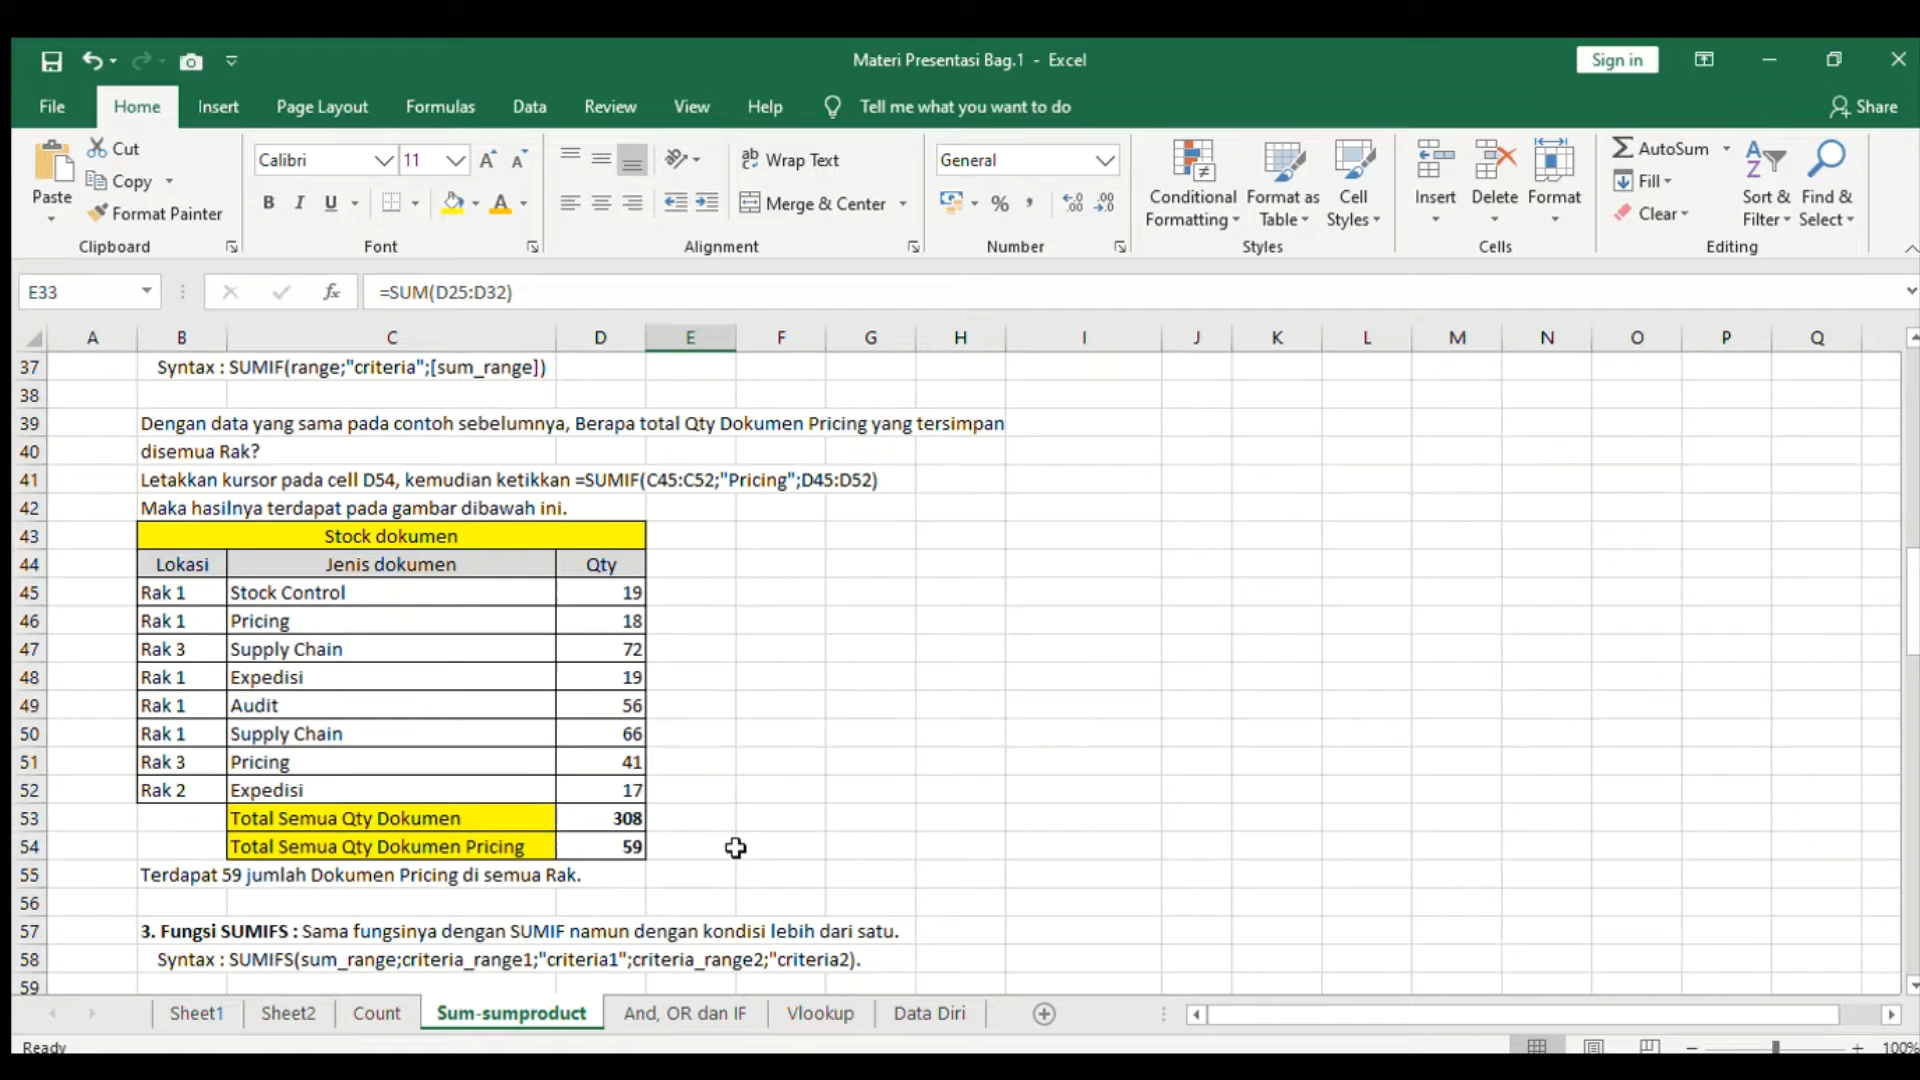 Materi Presentasi Bag.1 - Excel
Sign in
File Home Insert Page Layout Formulas Data Review View Help Tell me what you want to do Share
Paste
Cut
Copy
Format Painter
Clipboard
Calibri 11
B I U
Font
Wrap Text
Merge & Center
Alignment
General
Number
Conditional Formatting
Format as Table
Cell Styles
Styles
Insert Delete Format
Cells
AutoSum
Fill
Clear
Sort & Filter
Find & Select
Editing
E33 fx =SUM(D25:D32)
A B C D E F G H I J K L M N O P Q
37 Syntax : SUMIF(range;"criteria";[sum_range])
38
39 Dengan data yang sama pada contoh sebelumnya, Berapa total Qty Dokumen Pricing yang tersimpan
40 disemua Rak?
41 Letakkan kursor pada cell D54, kemudian ketikkan =SUMIF(C45:C52;"Pricing";D45:D52)
42 Maka hasilnya terdapat pada gambar dibawah ini.
43 Stock dokumen
44 Lokasi Jenis dokumen Qty
45 Rak 1 Stock Control 19
46 Rak 1 Pricing 18
47 Rak 3 Supply Chain 72
48 Rak 1 Expedisi 19
49 Rak 1 Audit 56
50 Rak 1 Supply Chain 66
51 Rak 3 Pricing 41
52 Rak 2 Expedisi 17
53 Total Semua Qty Dokumen 308
54 Total Semua Qty Dokumen Pricing 59
55 Terdapat 59 jumlah Dokumen Pricing di semua Rak.
56
57 3. Fungsi SUMIFS : Sama fungsinya dengan SUMIF namun dengan kondisi lebih dari satu.
58 Syntax : SUMIFS(sum_range;criteria_range1;"criteria1";criteria_range2;"criteria2).
59
Sheet1 Sheet2 Count Sum-sumproduct And, OR dan IF Vlookup Data Diri
Ready 100%